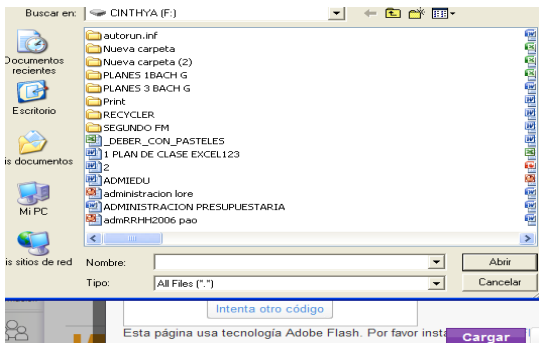 Buscar en: CINTHYA (F:)
Documentos
recientes
Escritorio
is documentos
Mi PC
is sitios de red
autorun.inf
Nueva carpeta
Nueva carpeta (2)
PLANES 1BACH G
PLANES 3 BACH G
Print
RECYCLER
SEGUNDO FM
_DEBER_CON_PASTELES
1 PLAN DE CLASE EXCEL123
2
ADMIEDU
administracion lore
ADMINISTRACION PRESUPUESTARIA
admRRHH2006 pao
Nombre:
Abrir
Tipo: All Files (*.*)
Cancelar
Intenta otro código
Esta página usa tecnología Adobe Flash. Por favor
Cargar